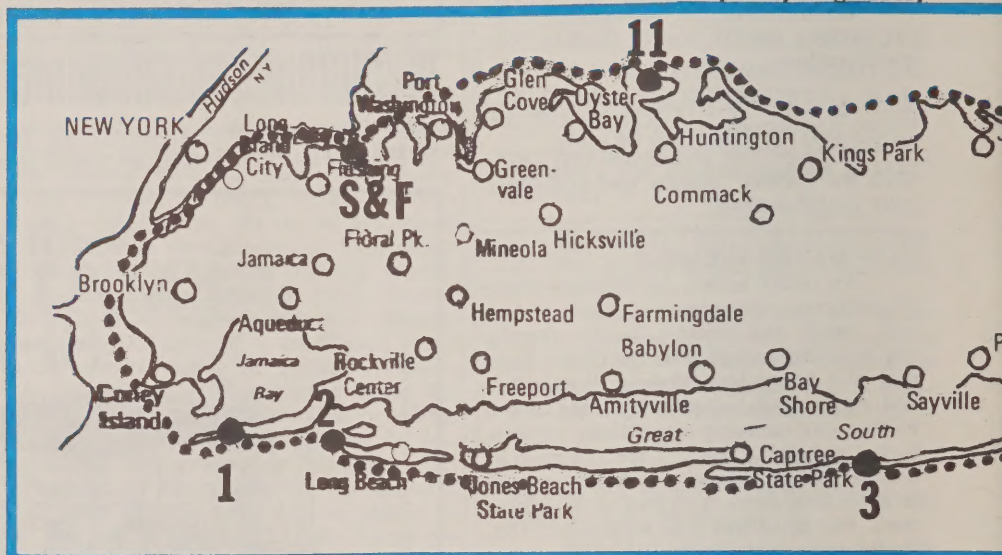 11
Hudson
NY
NEW YORK
Port
Washington
Glen
Cove
Oyster
Bay
Long
Island
City
Flushing
Huntington
Kings Park
Green-
vale
Commack
S&F
Floral Pk.
Mineola
Hicksville
Jamaica
Brooklyn
Hempstead
Farmingdale
Aqueduct
Jamaica
Bay
Rockville
Center
Babylon
P
Freeport
Amityville
Bay
Shore
Sayville
Coney
Island
2
Great
South
1
Long Beach
Jones Beach
State Park
Captree
State Park
3